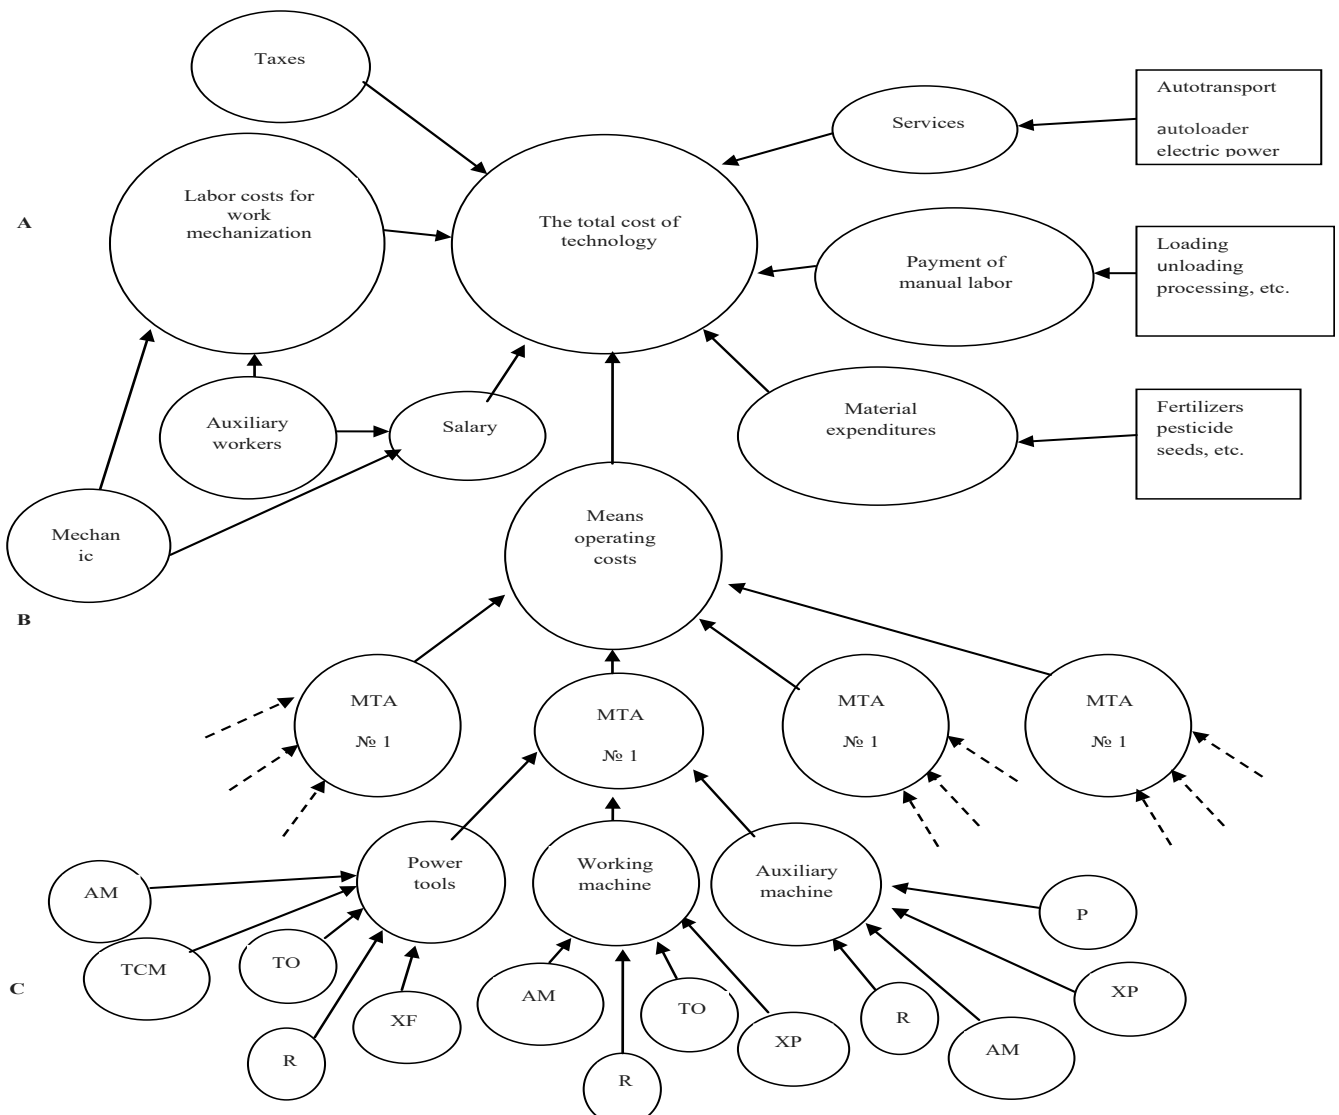 Taxes
Autotransport
autoloader
electric power
Services
Labor costs for
work
mechanization
A
The total cost of
technology
Payment of
manual labor
Loading
unloading
processing, etc.
Auxiliary
workers
Salary
Material
expenditures
Fertilizers
pesticide
seeds, etc.
Mechan
ic
Means
operating
costs
B
MTA
№ 1
MTA
№ 1
MTA
№ 1
MTA
№ 1
Power
tools
Working
machine
Auxiliary
machine
AM
P
TCM
TO
C
AM
TO
XP
XF
R
R
XP
AM
R
R